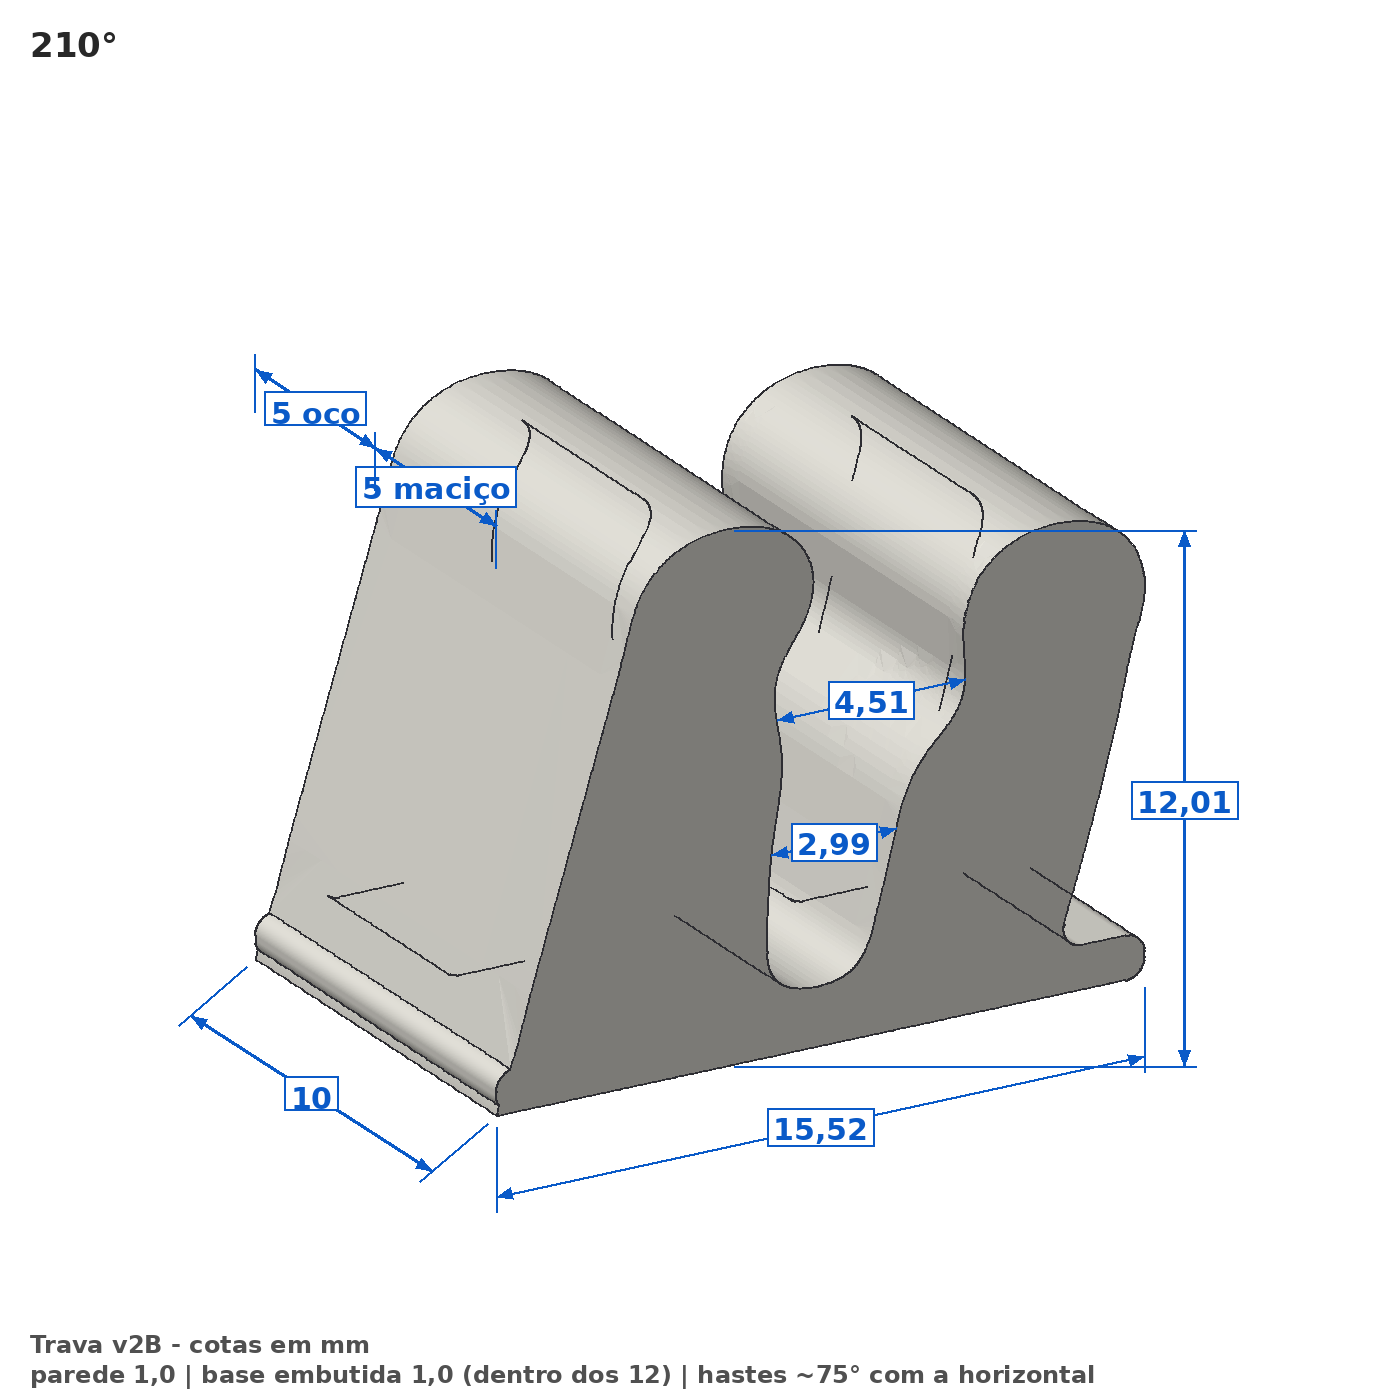 210°
5 oco
5 maciço
4,51
12,01
2,99
10
15,52
Trava v2B - cotas em mm
parede 1,0 | base embutida 1,0 (dentro dos 12) | hastes ~75° com a horizontal